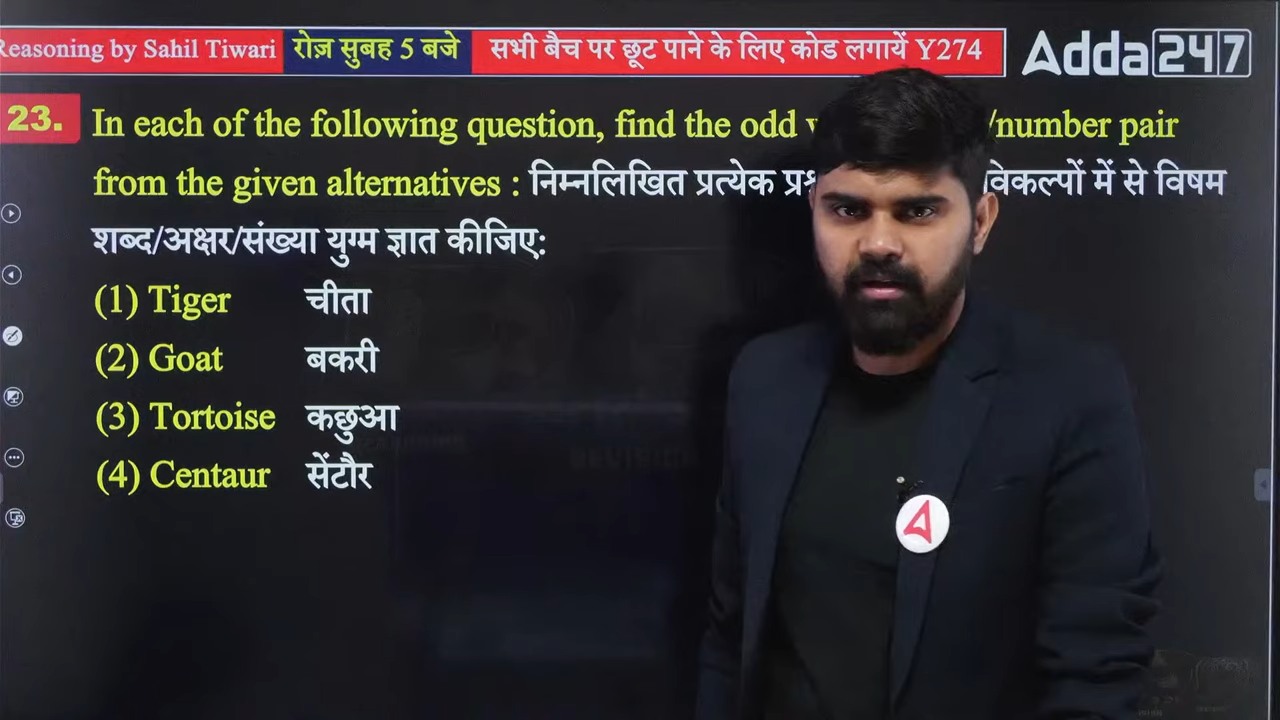 Reasoning by Sahil Tiwari रोज़ सुबह 5 बजे सभी बैच पर छूट पाने के लिए कोड लगायें Y274 Adda247
23. In each of the following question, find the odd /number pair
from the given alternatives : निम्नलिखित प्रत्येक विकल्पों में से विषम
शब्द/अक्षर/संख्या युग्म ज्ञात कीजिए:
(1) Tiger चीता
(2) Goat बकरी
(3) Tortoise कछुआ
(4) Centaur सेंटौर